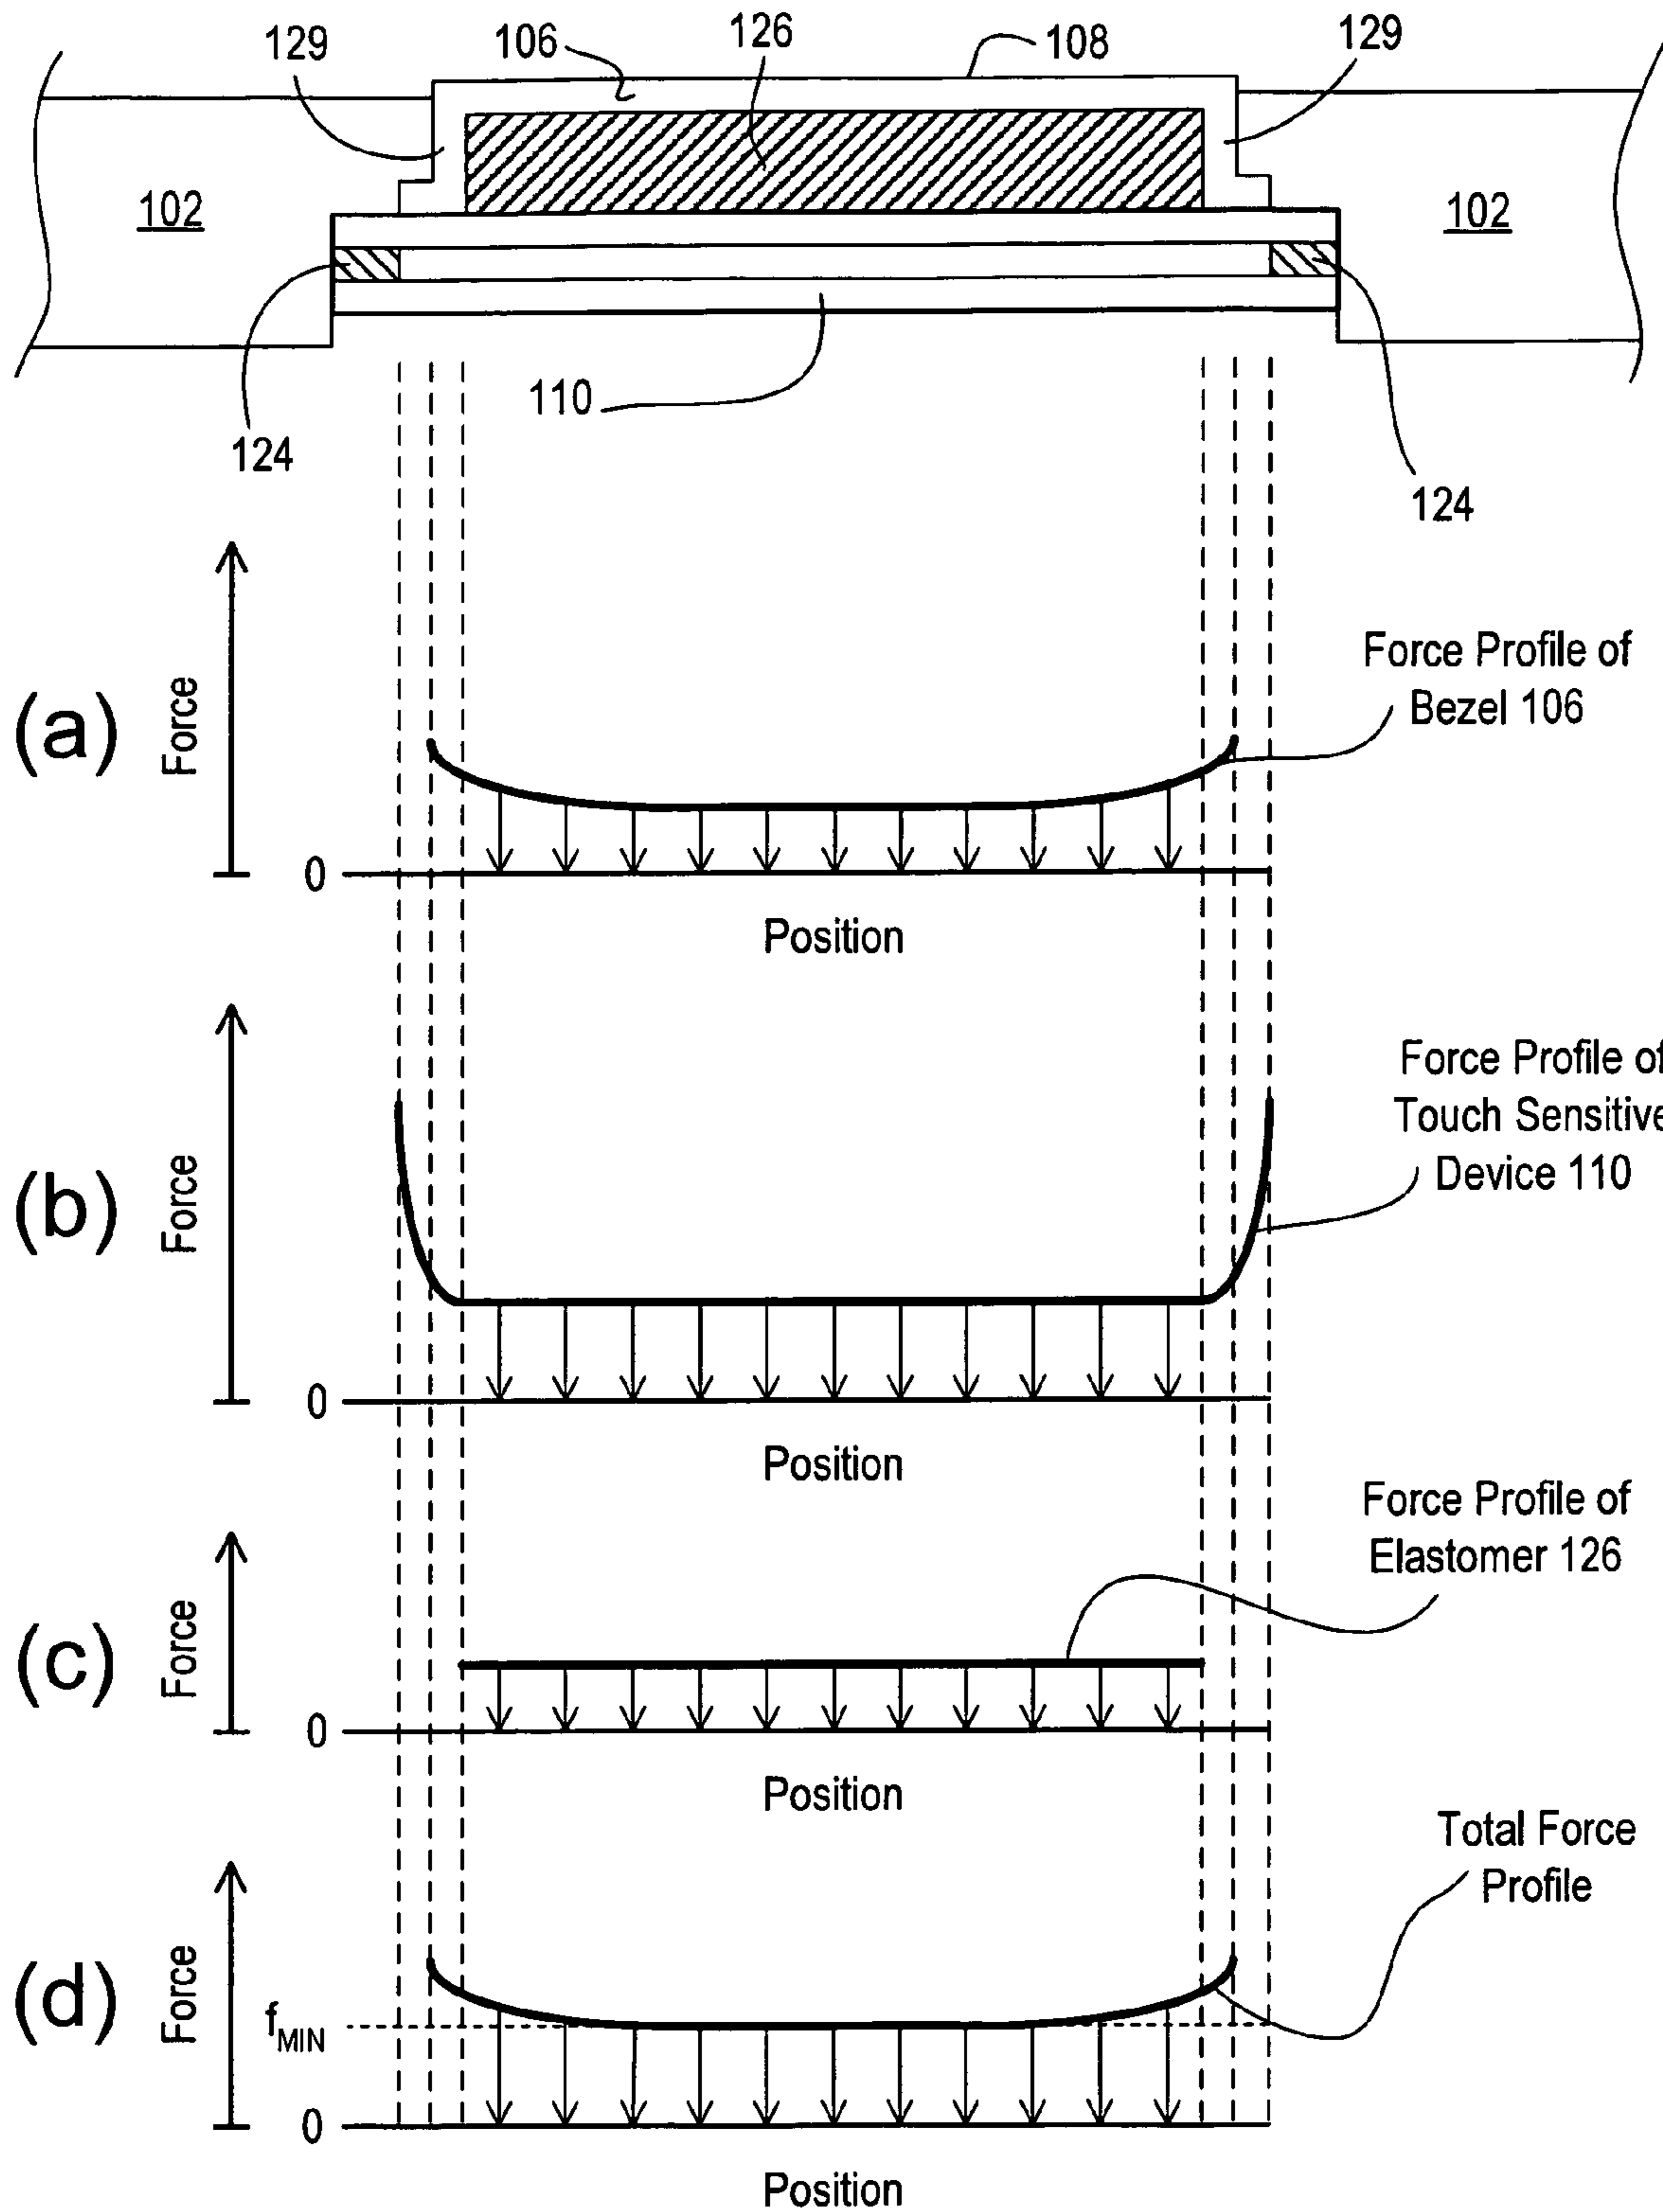 129
106
126
108
129
102
102
110
124
124
(a)
Force
Force Profile of
Bezel 106
0
Position
(b)
Force
Force Profile of
Touch Sensitive
Device 110
0
Position
(c)
Force
Force Profile of
Elastomer 126
0
Position
(d)
Force
Total Force
Profile
fMIN
0
Position